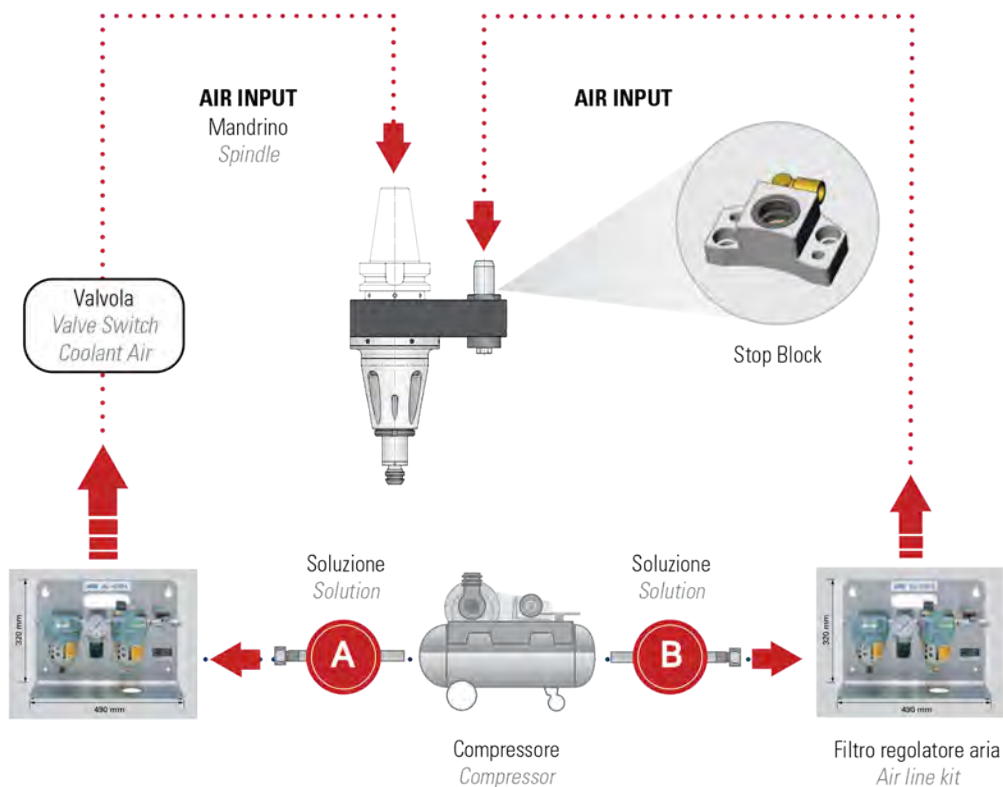 AIR INPUT
Mandrino
Spindle
AIR INPUT
Valvola
Valve Switch
Coolant Air
Stop Block
Soluzione
Solution
A
Soluzione
Solution
B
320 mm
490 mm
320 mm
490 mm
Compressore
Compressor
Filtro regolatore aria
Air line kit